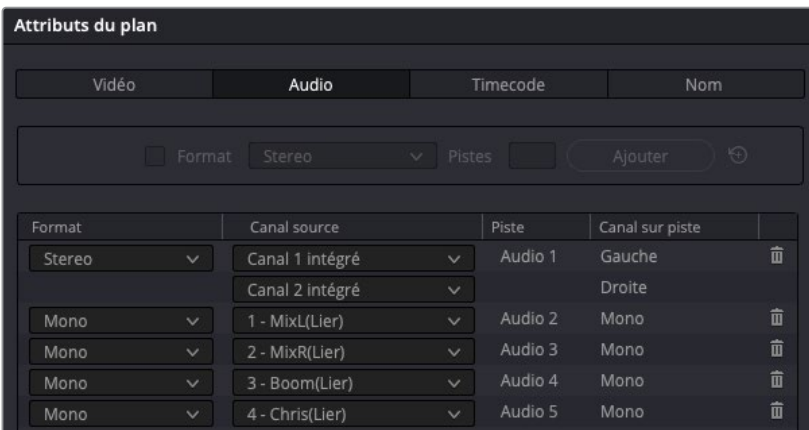 Attributs du plan
Vidéo Audio Timecode Nom
Format Stereo Pistes Ajouter
Format Canal source Piste Canal sur piste
Stereo Canal 1 intégré Audio 1 Gauche
Canal 2 intégré Droite
Mono 1 - MixL(Lier) Audio 2 Mono
Mono 2 - MixR(Lier) Audio 3 Mono
Mono 3 - Boom(Lier) Audio 4 Mono
Mono 4 - Chris(Lier) Audio 5 Mono